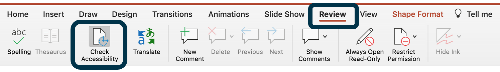 Home Insert Draw Design Transitions Animations Slide Show Review View Shape Format Tell me
abc
Spelling Thesaurus Check Accessibility Translate New Comment Delete Previous Next Show Comments Always Open Read-Only Restrict Permission Hide Ink